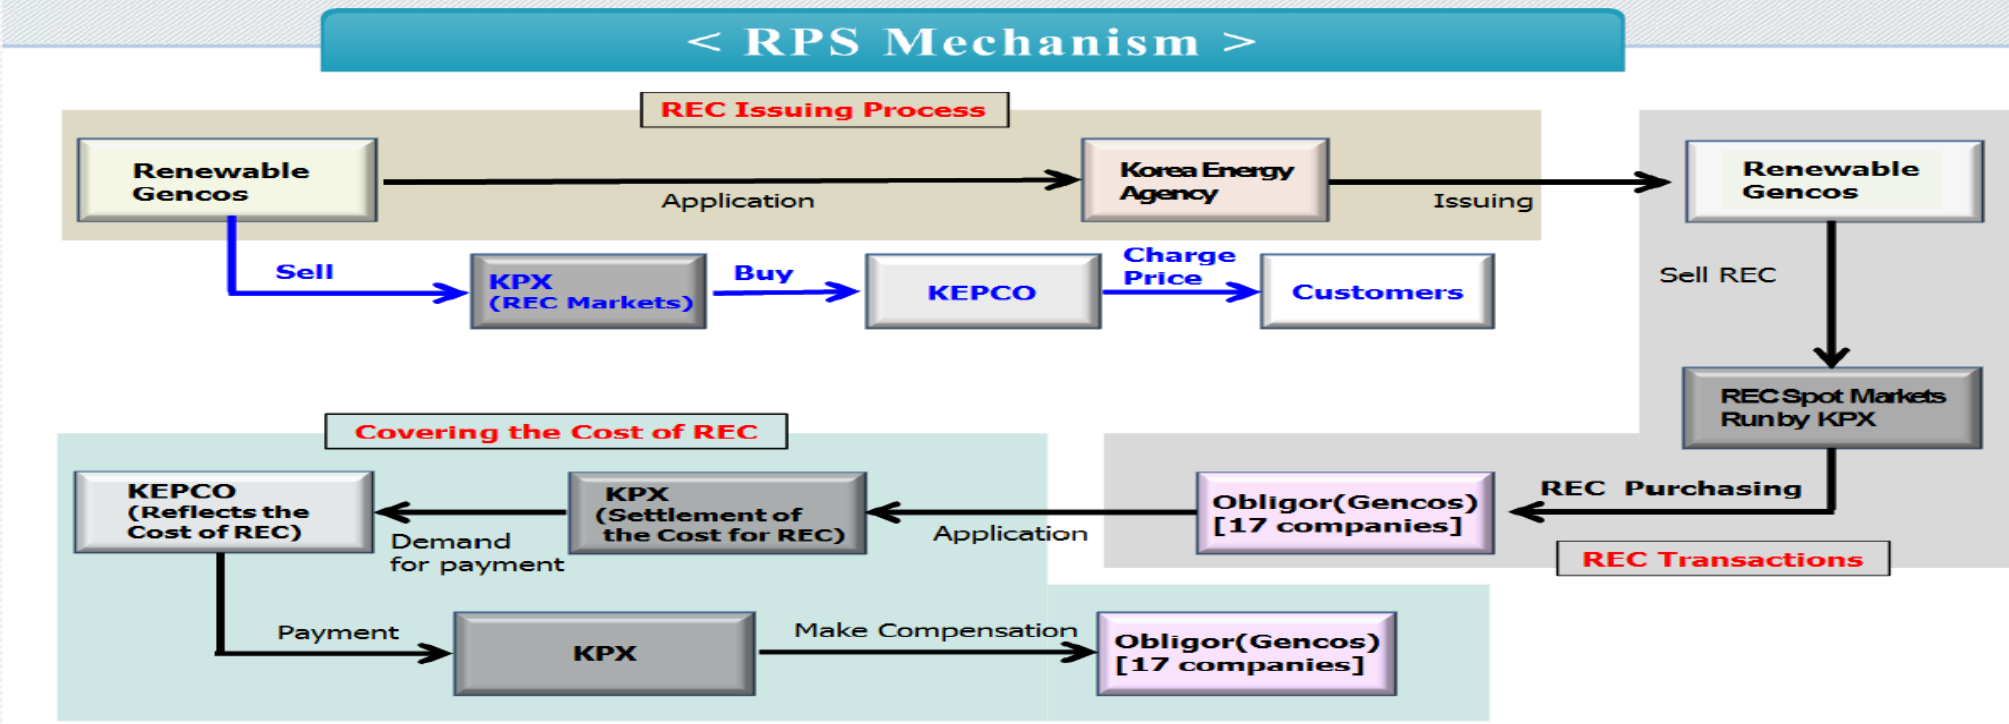 < RPS Mechanism >
REC Issuing Process
Renewable
Gencos
Application
Korea Energy
Agency
Issuing
Renewable
Gencos
Sell
KPX
(REC Markets)
Buy
KEPCO
Charge
Price
Customers
Sell REC
REC Spot Markets
Run by KPX
Covering the Cost of REC
KEPCO
(Reflects the
Cost of REC)
Demand
for payment
KPX
(Settlement of
the Cost for REC)
Application
Obligor(Gencos)
[17 companies]
REC Purchasing
REC Transactions
Payment
KPX
Make Compensation
Obligor(Gencos)
[17 companies]